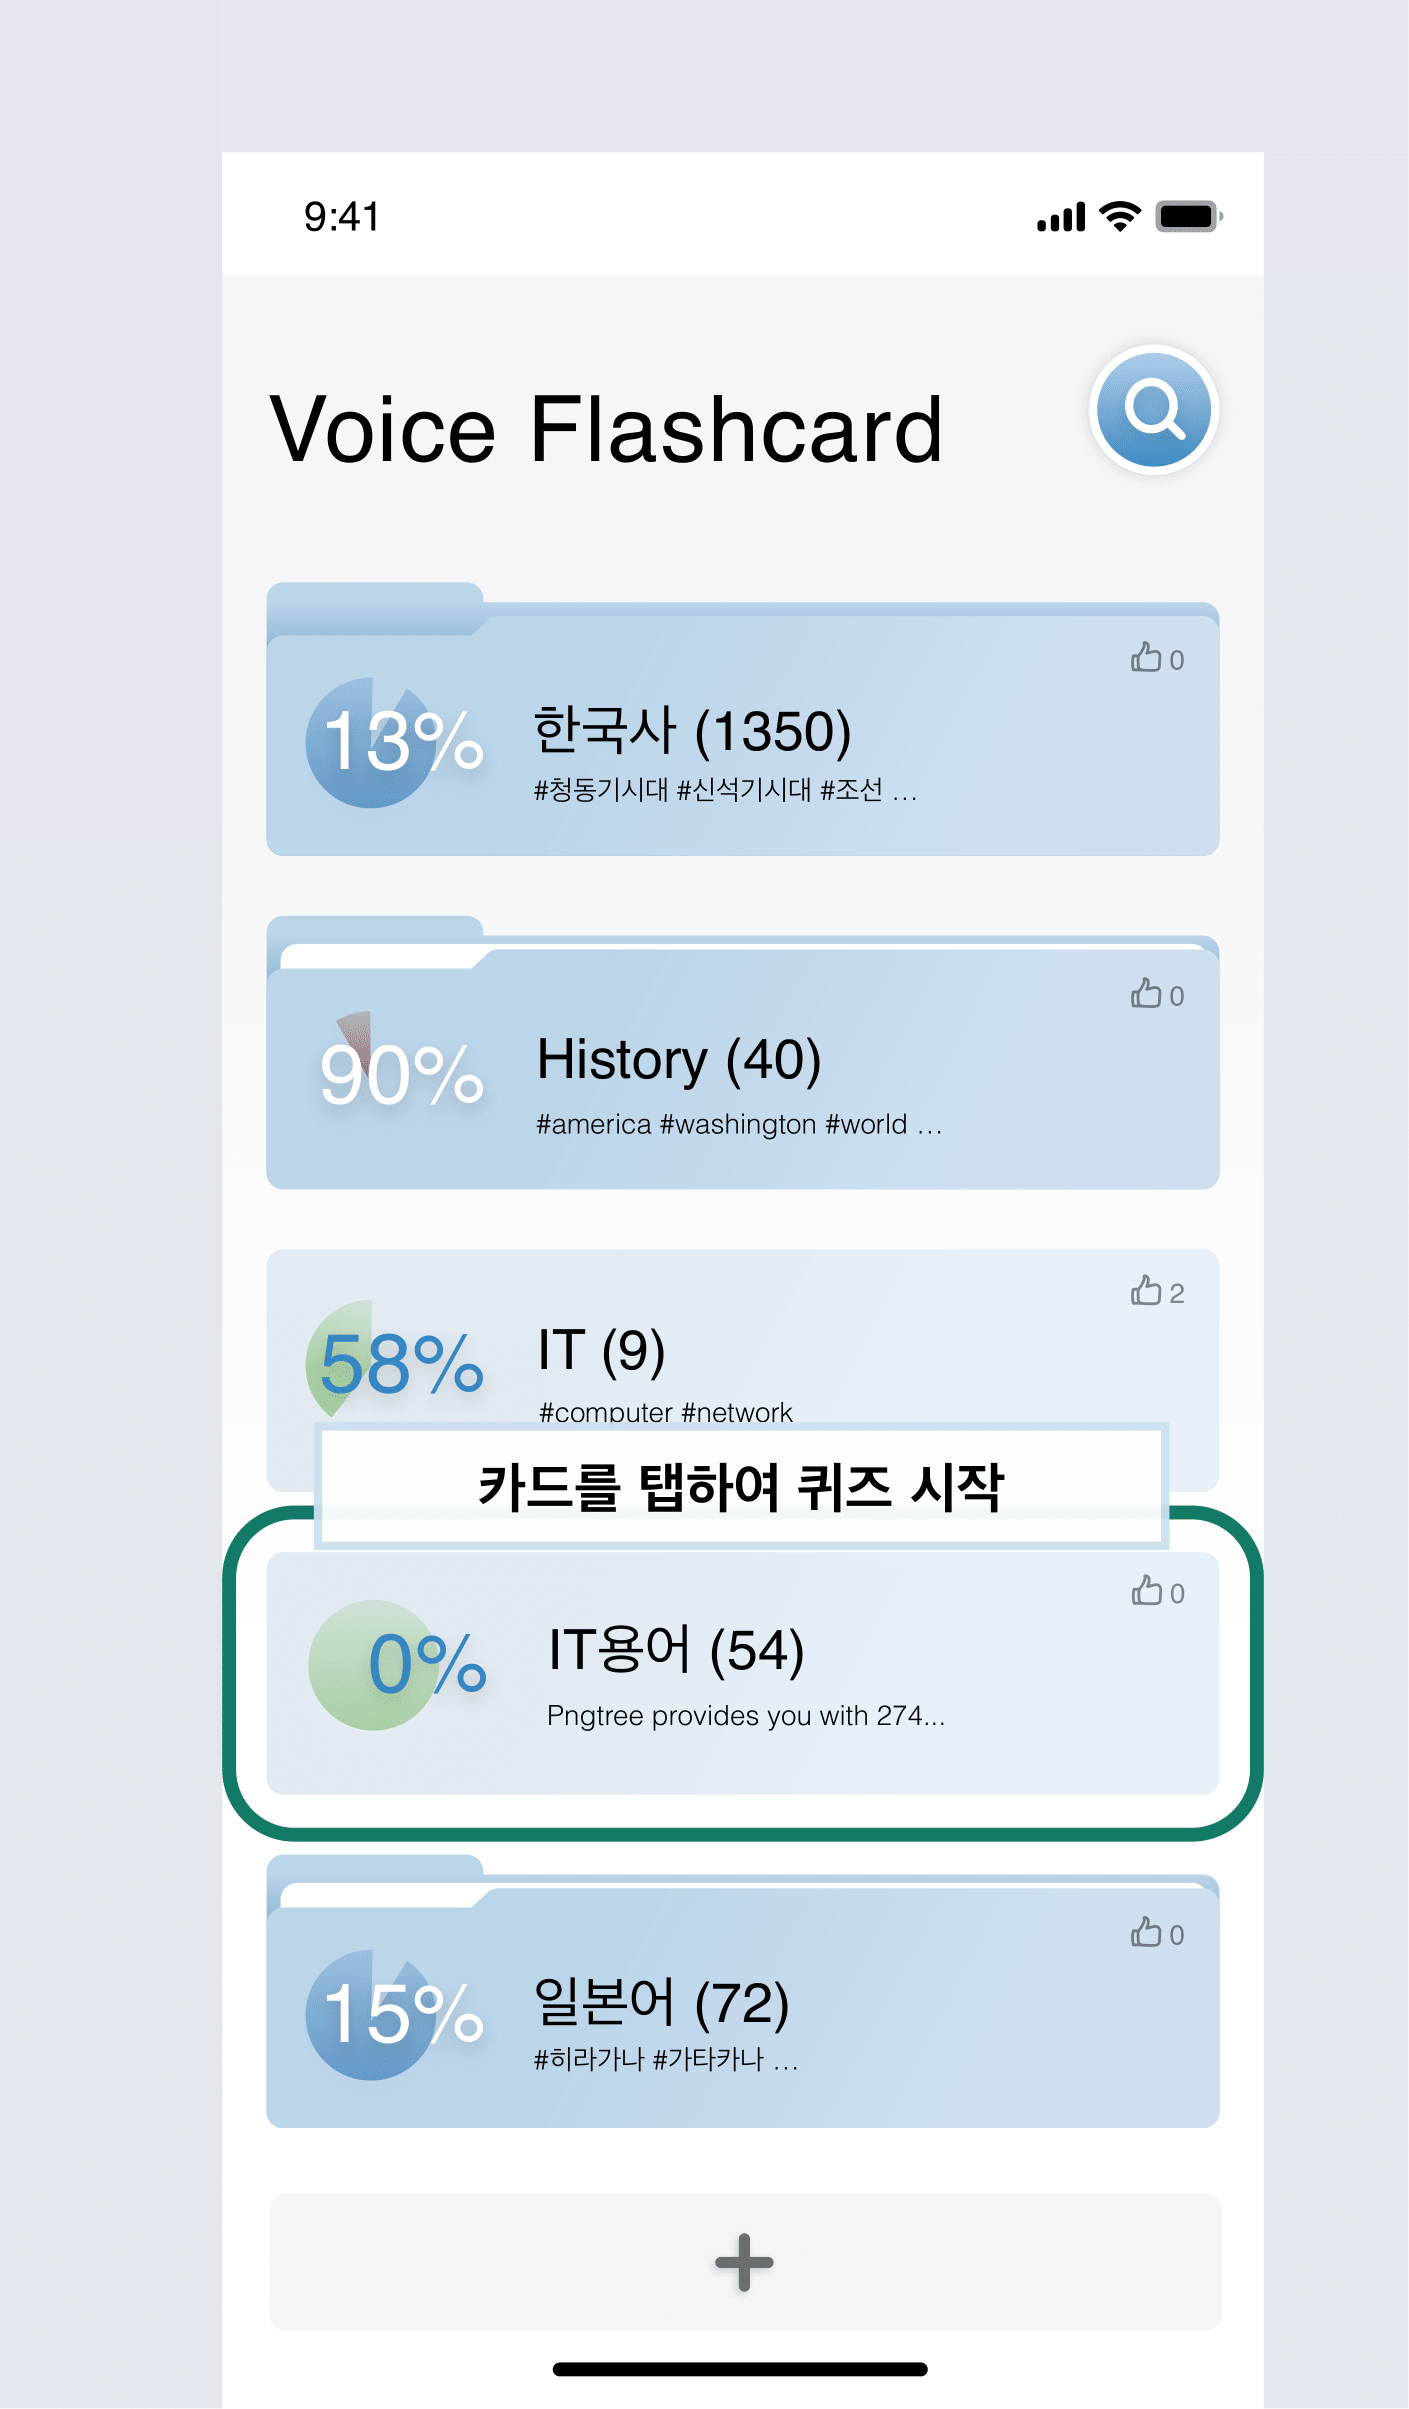 9:41
Voice Flashcard
0
13%
한국사 (1350)
#청동기시대 #신석기시대 #조선 ...
0
90%
History (40)
#america #washington #world ...
2
58%
IT (9)
#computer #network
카드를 탭하여 퀴즈 시작
0
0%
IT용어 (54)
Pngtree provides you with 274...
0
15%
일본어 (72)
#히라가나 #가타카나 ...